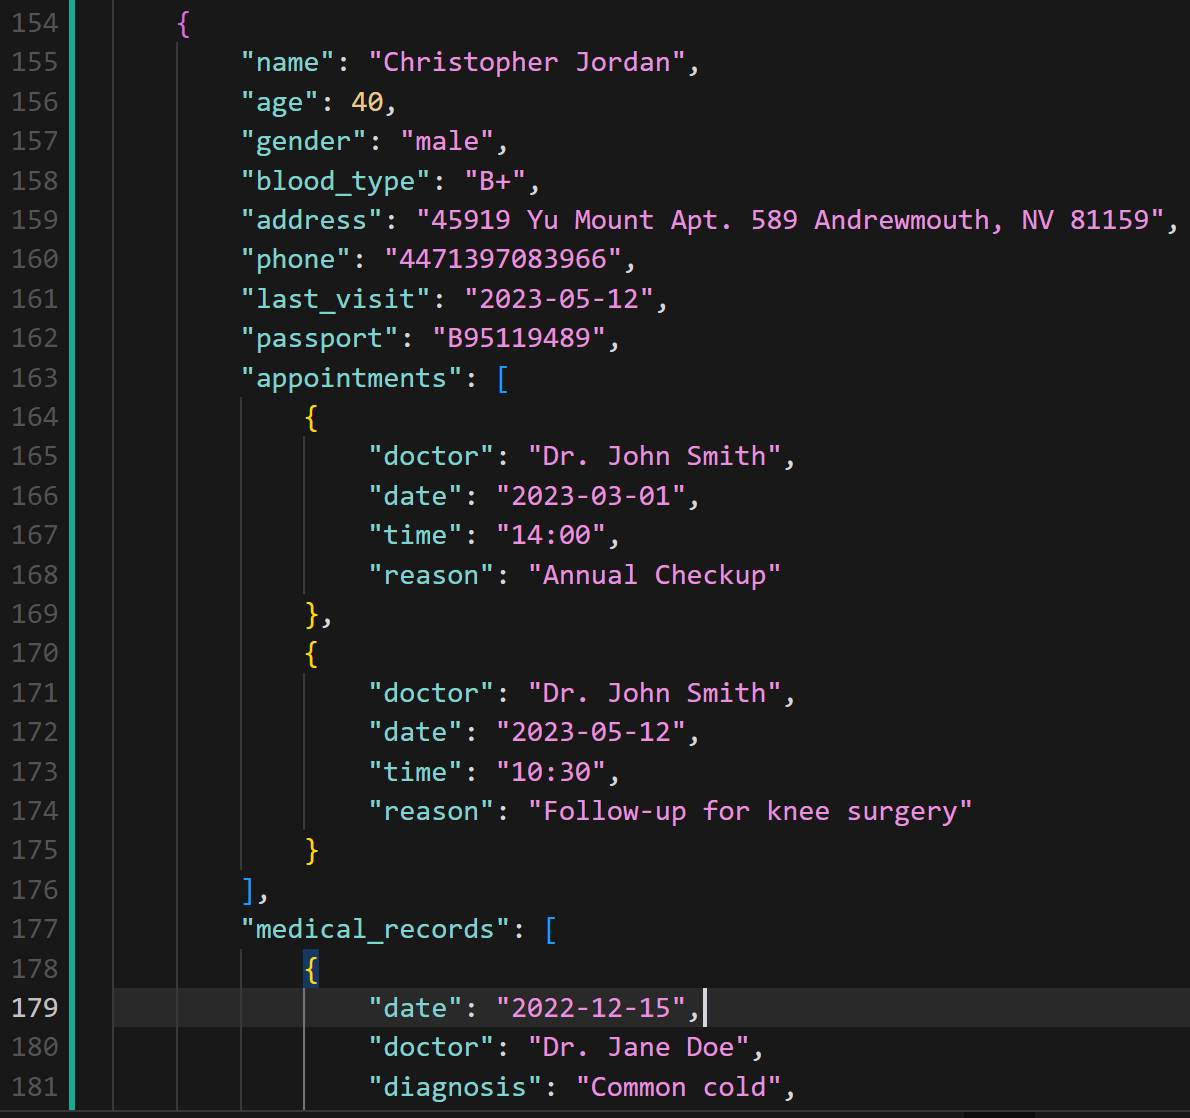 154 {
155 "name": "Christopher Jordan",
156 "age": 40,
157 "gender": "male",
158 "blood_type": "B+",
159 "address": "45919 Yu Mount Apt. 589 Andrewmouth, NV 81159",
160 "phone": "4471397083966",
161 "last_visit": "2023-05-12",
162 "passport": "B95119489",
163 "appointments": [
164 {
165 "doctor": "Dr. John Smith",
166 "date": "2023-03-01",
167 "time": "14:00",
168 "reason": "Annual Checkup"
169 },
170 {
171 "doctor": "Dr. John Smith",
172 "date": "2023-05-12",
173 "time": "10:30",
174 "reason": "Follow-up for knee surgery"
175 }
176 ],
177 "medical_records": [
178 {
179 "date": "2022-12-15",
180 "doctor": "Dr. Jane Doe",
181 "diagnosis": "Common cold",